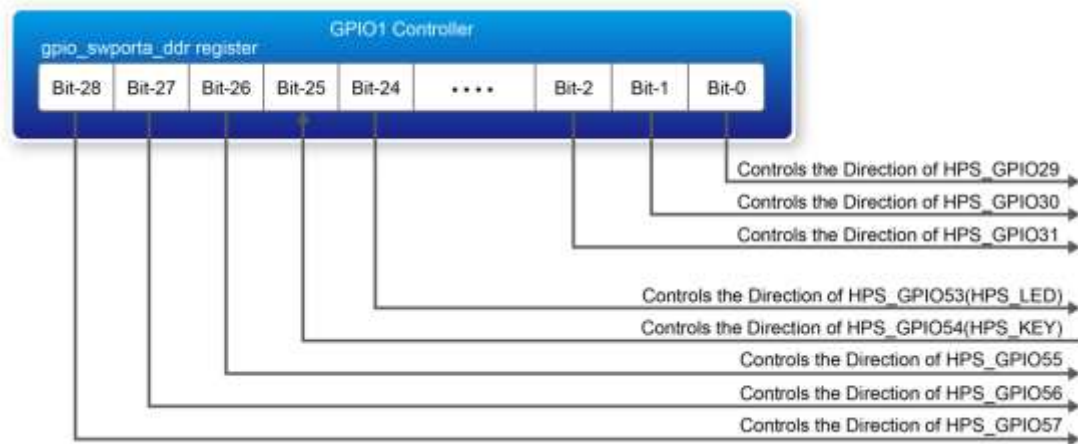 GPIO1 Controller
gpio_swporta_ddr register
Bit-28 Bit-27 Bit-26 Bit-25 Bit-24 •••• Bit-2 Bit-1 Bit-0
Controls the Direction of HPS_GPIO29
Controls the Direction of HPS_GPIO30
Controls the Direction of HPS_GPIO31
Controls the Direction of HPS_GPIO53(HPS_LED)
Controls the Direction of HPS_GPIO54(HPS_KEY)
Controls the Direction of HPS_GPIO55
Controls the Direction of HPS_GPIO56
Controls the Direction of HPS_GPIO57